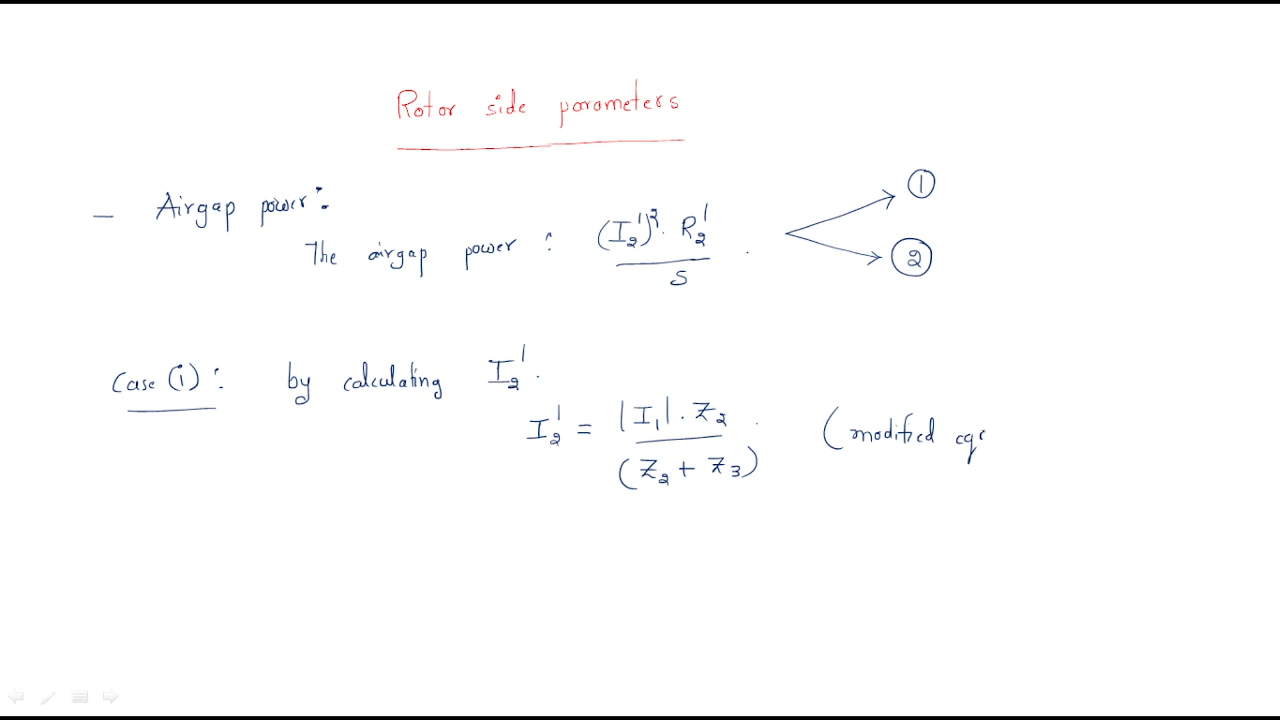 Rotor side parameters
- Airgap power:
The airgap power : (I₂')². R₂' / S
①
②
Case (i): by calculating I₂'.
I₂' = |I₁| . Z₂ / (Z₂ + Z₃) (modified eqn